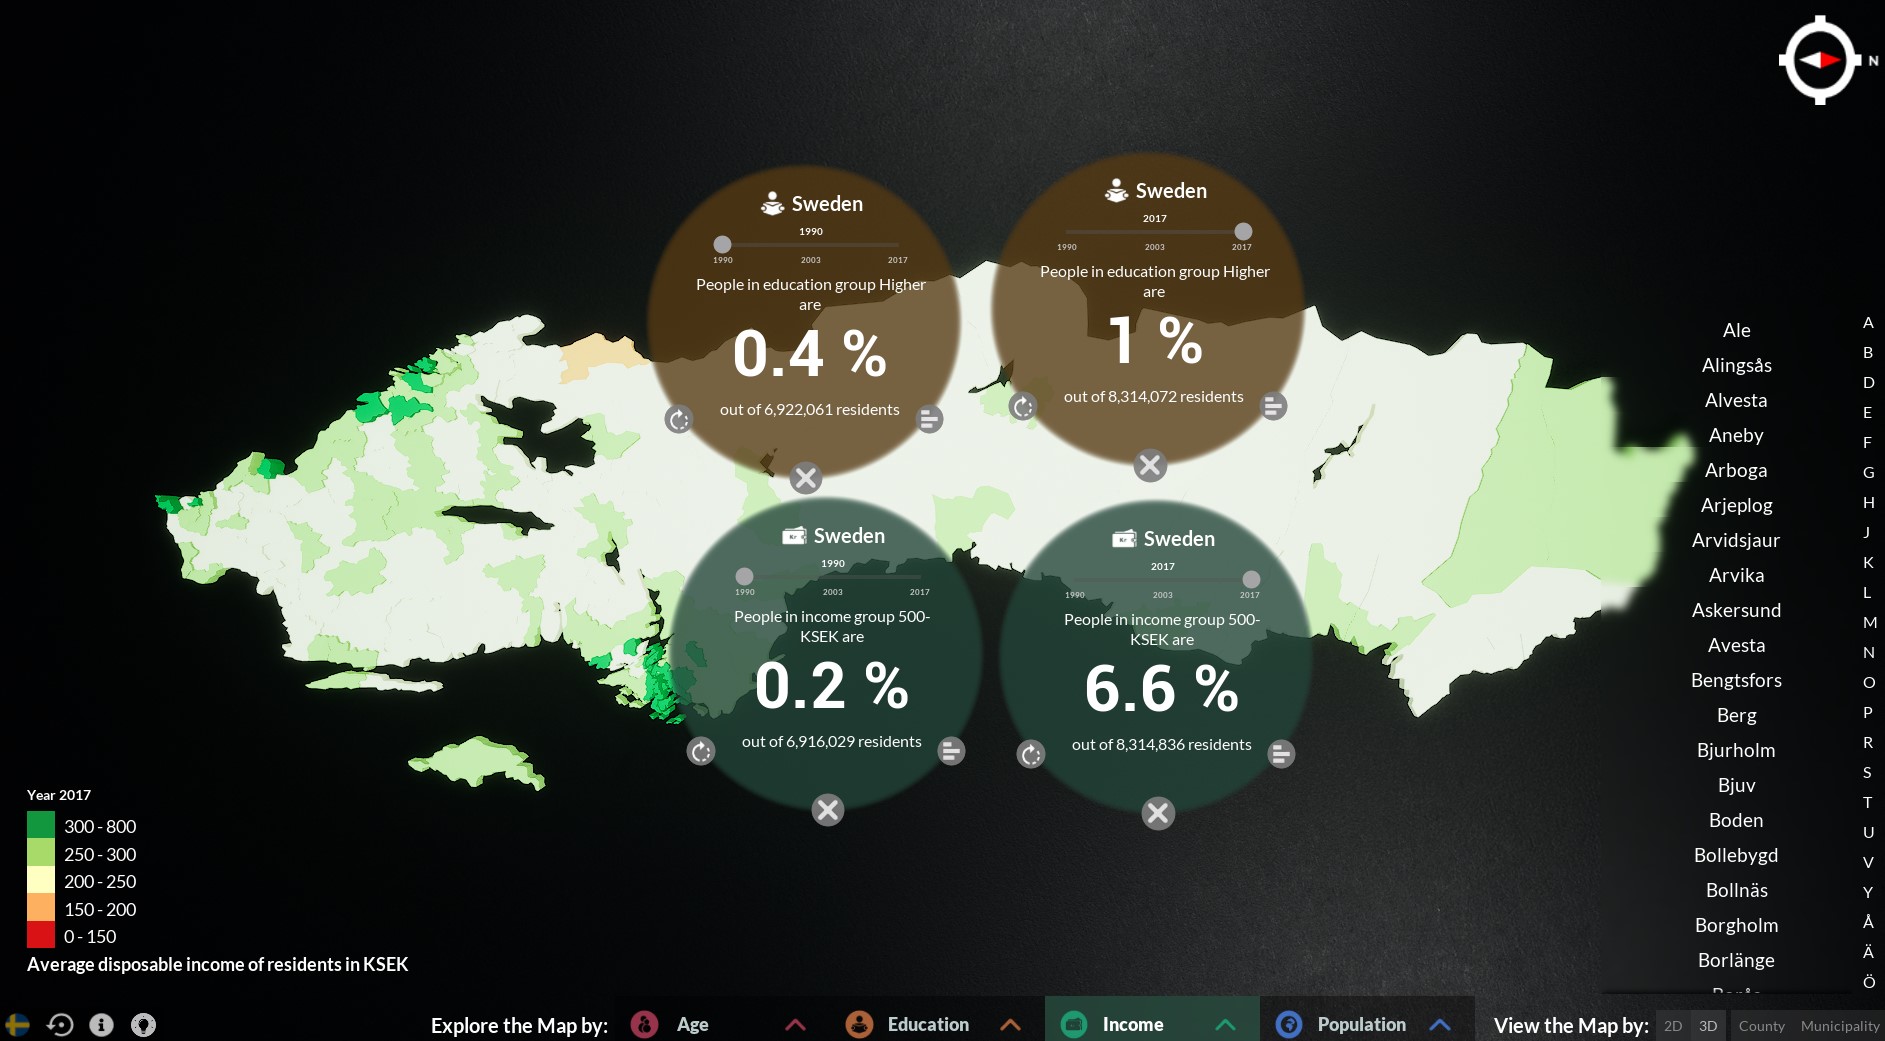 N
Sweden
1990
1990 2003 2017
People in education group Higher
are
0.4 %
out of 6,922,061 residents
Sweden
2017
1990 2003 2017
People in education group Higher
are
1 %
out of 8,314,072 residents
Sweden
1990
1990 2003 2017
People in income group 500-
KSEK are
0.2 %
out of 6,916,029 residents
Sweden
2017
1990 2003 2017
People in income group 500-
KSEK are
6.6 %
out of 8,314,836 residents
Ale
Alingsås
Alvesta
Aneby
Arboga
Arjeplog
Arvidsjaur
Arvika
Askersund
Avesta
Bengtsfors
Berg
Bjurholm
Bjuv
Boden
Bollebygd
Bollnäs
Borgholm
Borlänge
A
B
D
E
F
G
H
J
K
L
M
N
O
P
R
S
T
U
V
Y
Å
Ä
Ö
Year 2017
300 - 800
250 - 300
200 - 250
150 - 200
0 - 150
Average disposable income of residents in KSEK
Explore the Map by: Age Education Income Population View the Map by: 2D 3D County Municipality